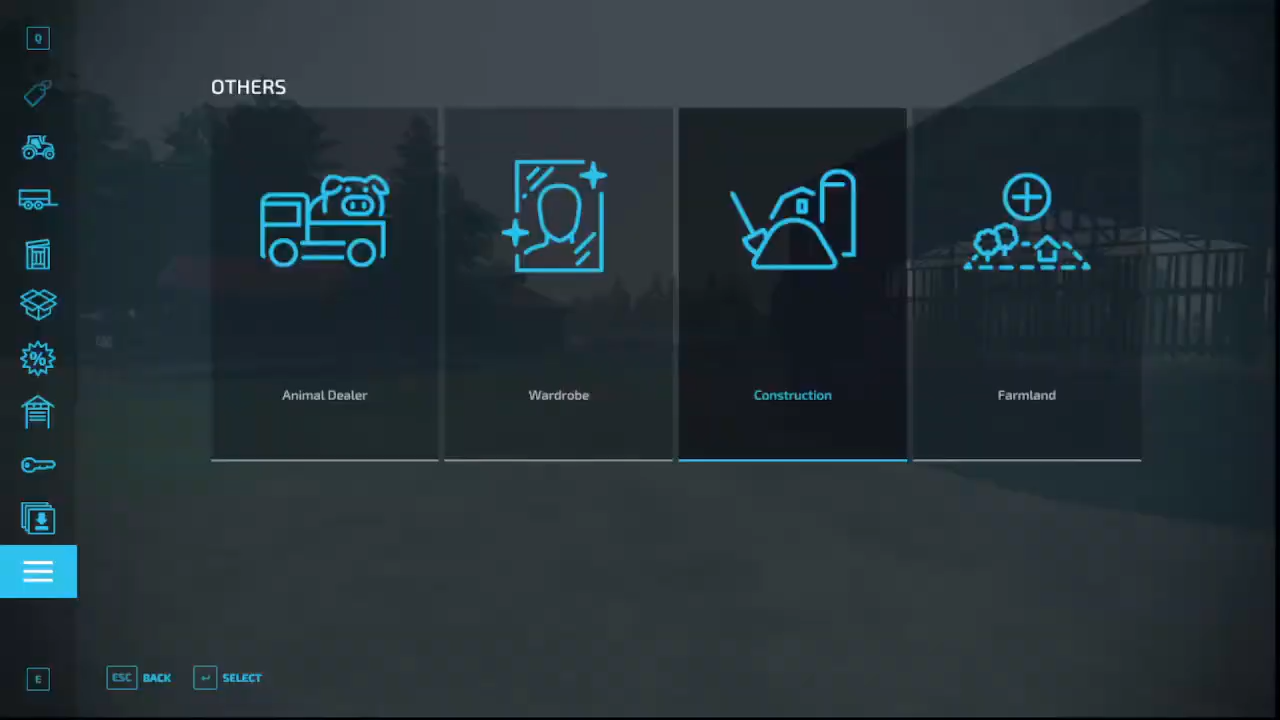 Q
OTHERS
%
Animal Dealer
Wardrobe
Construction
Farmland
E
ESC BACK
SELECT